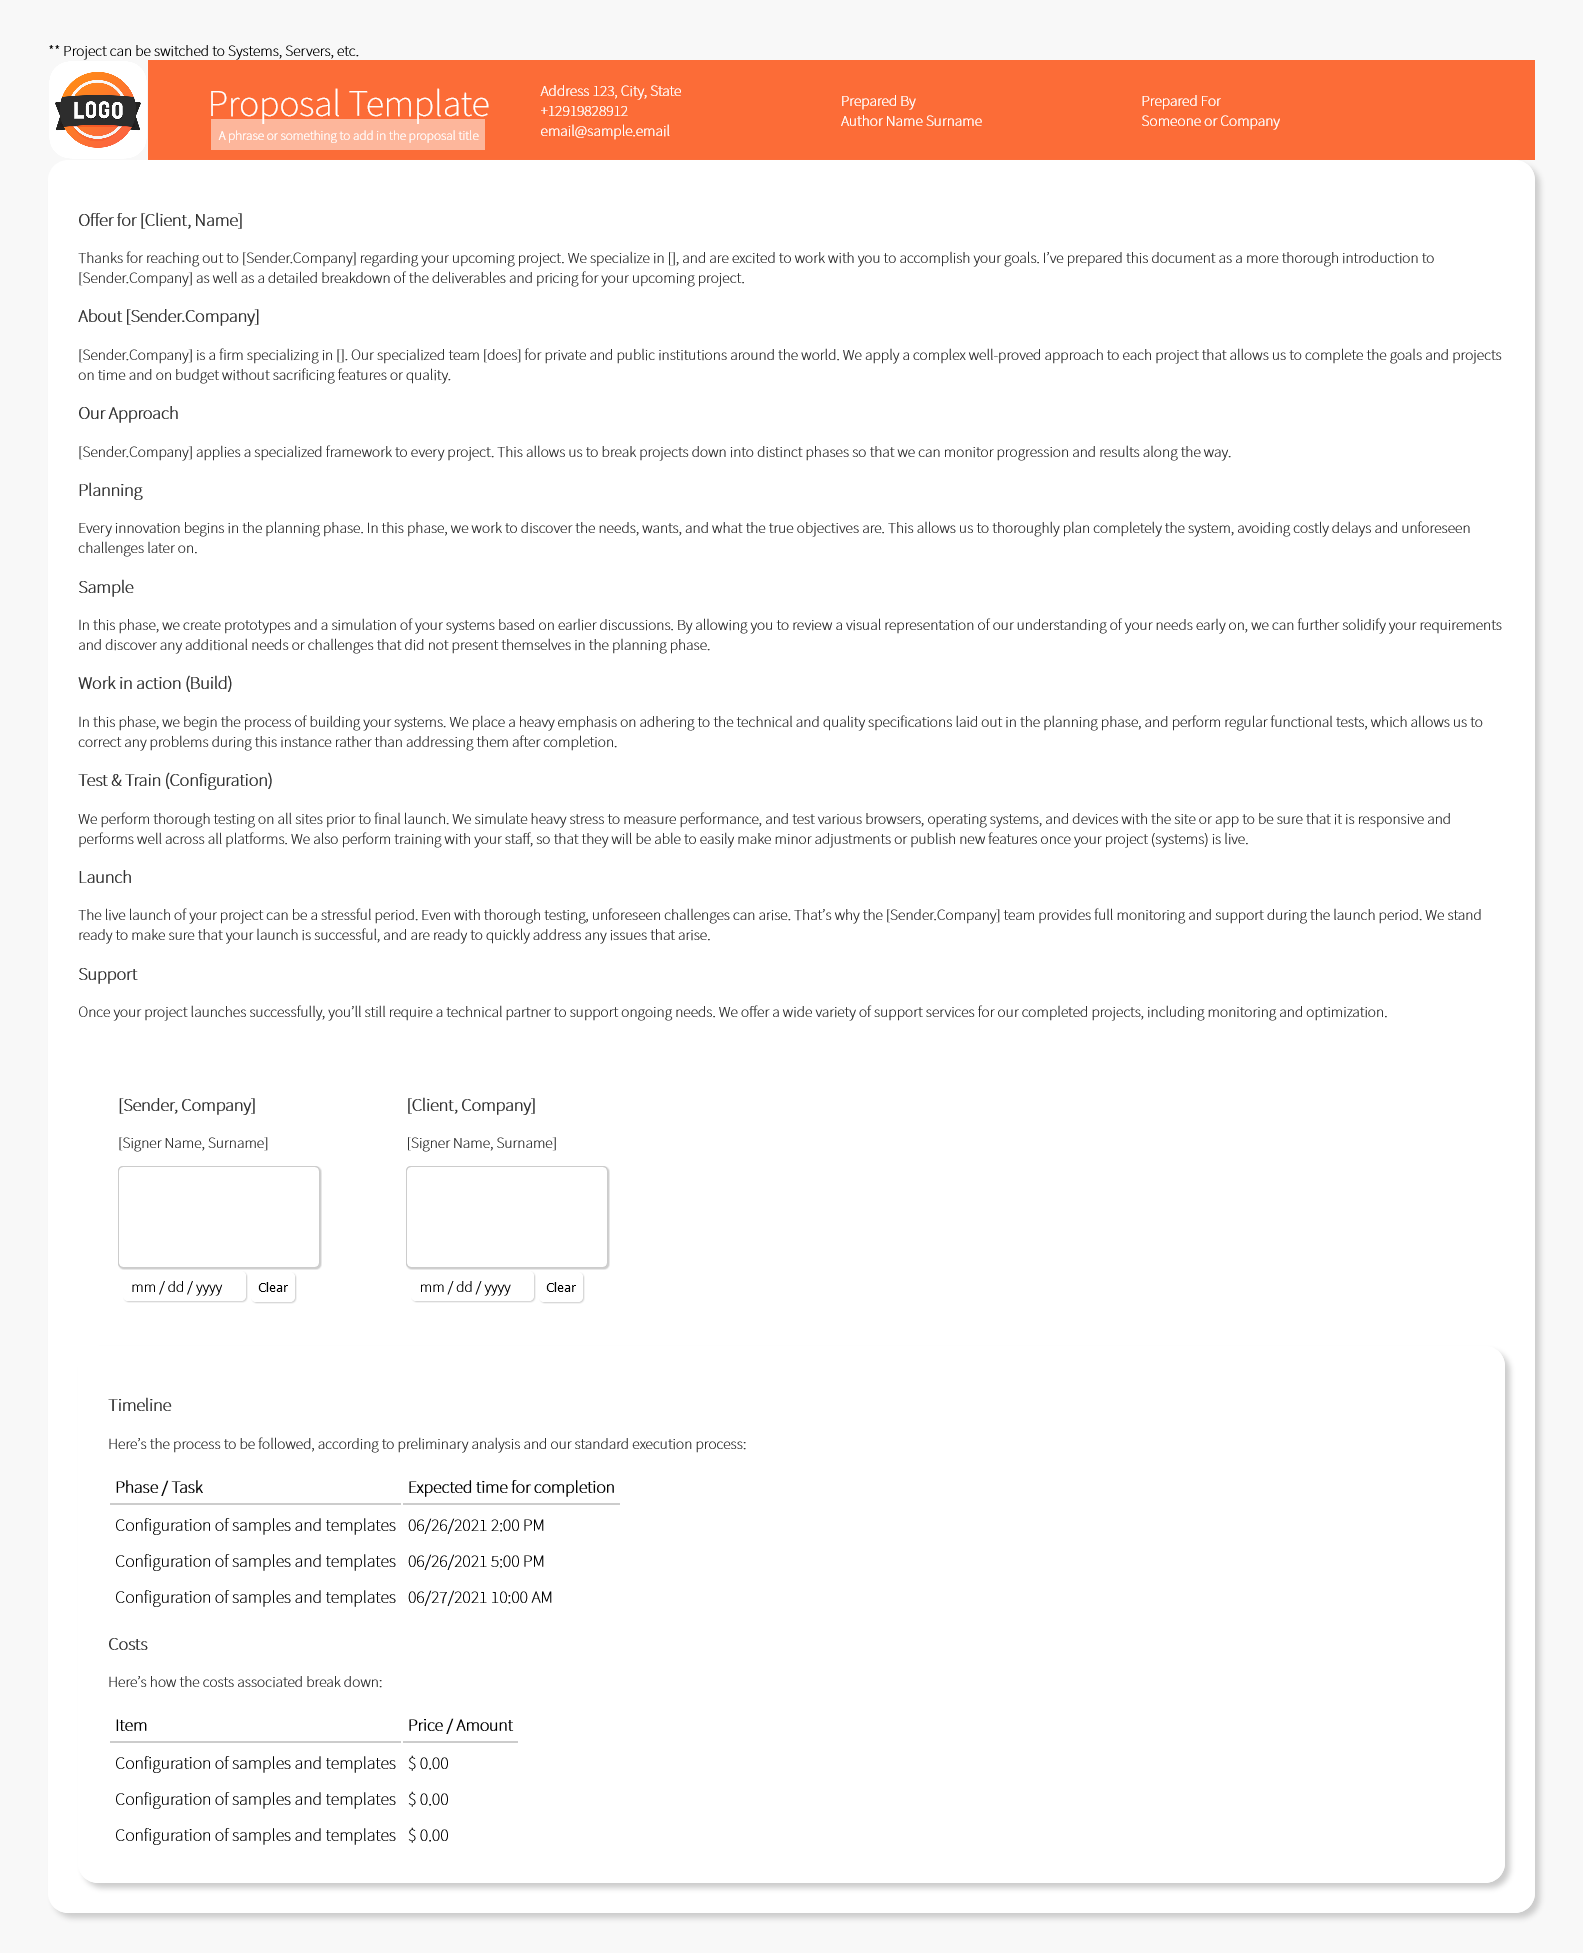 ** Project can be switched to Systems, Servers, etc.
LOGO
Proposal Template
A phrase or something to add in the proposal title
Address 123, City, State
+12919828912
email@sample.email
Prepared By
Author Name Surname
Prepared For
Someone or Company
Offer for [Client, Name]
Thanks for reaching out to [Sender.Company] regarding your upcoming project. We specialize in [], and are excited to work with you to accomplish your goals. I’ve prepared this document as a more thorough introduction to
[Sender.Company] as well as a detailed breakdown of the deliverables and pricing for your upcoming project.
About [Sender.Company]
[Sender.Company] is a firm specializing in []. Our specialized team [does] for private and public institutions around the world. We apply a complex well-proved approach to each project that allows us to complete the goals and projects
on time and on budget without sacrificing features or quality.
Our Approach
[Sender.Company] applies a specialized framework to every project. This allows us to break projects down into distinct phases so that we can monitor progression and results along the way.
Planning
Every innovation begins in the planning phase. In this phase, we work to discover the needs, wants, and what the true objectives are. This allows us to thoroughly plan completely the system, avoiding costly delays and unforeseen
challenges later on.
Sample
In this phase, we create prototypes and a simulation of your systems based on earlier discussions. By allowing you to review a visual representation of our understanding of your needs early on, we can further solidify your requirements
and discover any additional needs or challenges that did not present themselves in the planning phase.
Work in action (Build)
In this phase, we begin the process of building your systems. We place a heavy emphasis on adhering to the technical and quality specifications laid out in the planning phase, and perform regular functional tests, which allows us to
correct any problems during this instance rather than addressing them after completion.
Test & Train (Configuration)
We perform thorough testing on all sites prior to final launch. We simulate heavy stress to measure performance, and test various browsers, operating systems, and devices with the site or app to be sure that it is responsive and
performs well across all platforms. We also perform training with your staff, so that they will be able to easily make minor adjustments or publish new features once your project (systems) is live.
Launch
The live launch of your project can be a stressful period. Even with thorough testing, unforeseen challenges can arise. That’s why the [Sender.Company] team provides full monitoring and support during the launch period. We stand
ready to make sure that your launch is successful, and are ready to quickly address any issues that arise.
Support
Once your project launches successfully, you’ll still require a technical partner to support ongoing needs. We offer a wide variety of support services for our completed projects, including monitoring and optimization.
[Sender, Company]
[Signer Name, Surname]
mm / dd / yyyy Clear
[Client, Company]
[Signer Name, Surname]
mm / dd / yyyy Clear
Timeline
Here’s the process to be followed, according to preliminary analysis and our standard execution process:
Phase / Task Expected time for completion
Configuration of samples and templates 06/26/2021 2:00 PM
Configuration of samples and templates 06/26/2021 5:00 PM
Configuration of samples and templates 06/27/2021 10:00 AM
Costs
Here’s how the costs associated break down:
Item Price / Amount
Configuration of samples and templates $ 0.00
Configuration of samples and templates $ 0.00
Configuration of samples and templates $ 0.00